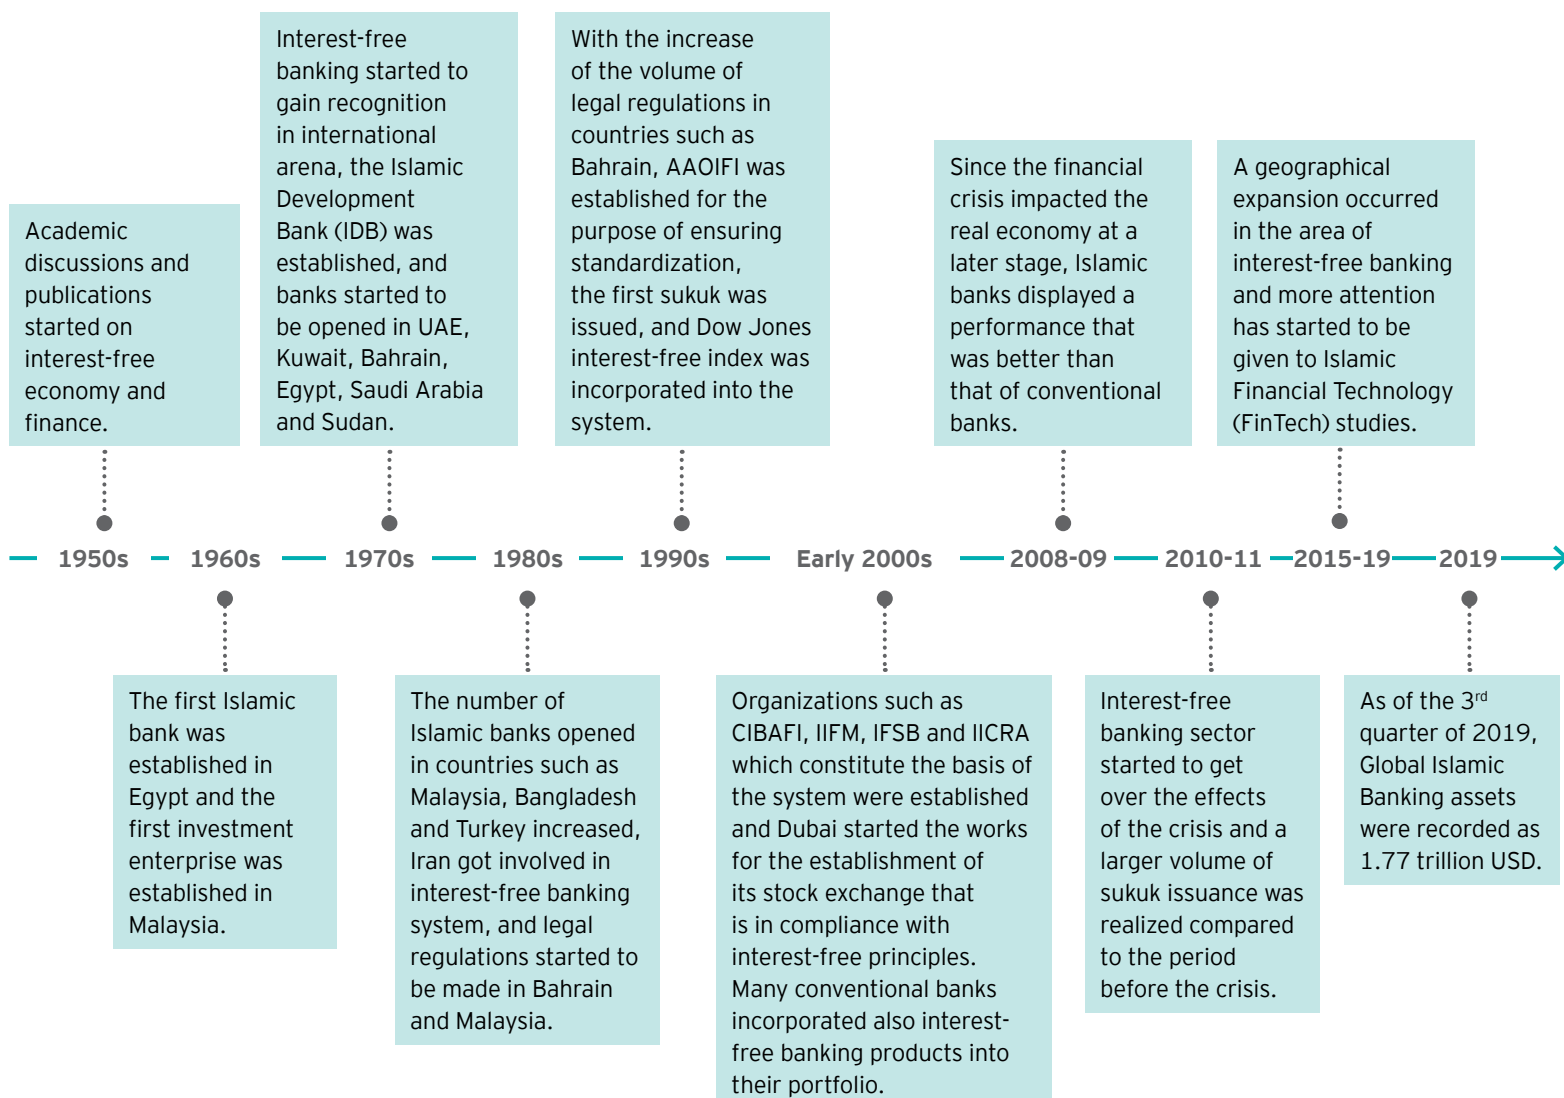 Academic
discussions and
publications
started on
interest-free
economy and
finance.
Interest-free
banking started to
gain recognition
in international
arena, the Islamic
Development
Bank (IDB) was
established, and
banks started to
be opened in UAE,
Kuwait, Bahrain,
Egypt, Saudi Arabia
and Sudan.
With the increase
of the volume of
legal regulations in
countries such as
Bahrain, AAOIFI was
established for the
purpose of ensuring
standardization,
the first sukuk was
issued, and Dow Jones
interest-free index was
incorporated into the
system.
Since the financial
crisis impacted the
real economy at a
later stage, Islamic
banks displayed a
performance that
was better than
that of conventional
banks.
A geographical
expansion occurred
in the area of
interest-free banking
and more attention
has started to be
given to Islamic
Financial Technology
(FinTech) studies.
1950s 1960s 1970s 1980s 1990s Early 2000s 2008-09 2010-11 2015-19 2019
The first Islamic
bank was
established in
Egypt and the
first investment
enterprise was
established in
Malaysia.
The number of
Islamic banks opened
in countries such as
Malaysia, Bangladesh
and Turkey increased,
Iran got involved in
interest-free banking
system, and legal
regulations started to
be made in Bahrain
and Malaysia.
Organizations such as
CIBAFI, IIFM, IFSB and IICRA
which constitute the basis of
the system were established
and Dubai started the works
for the establishment of
its stock exchange that
is in compliance with
interest-free principles.
Many conventional banks
incorporated also interest-
free banking products into
their portfolio.
Interest-free
banking sector
started to get
over the effects
of the crisis and a
larger volume of
sukuk issuance was
realized compared
to the period
before the crisis.
As of the 3rd
quarter of 2019,
Global Islamic
Banking assets
were recorded as
1.77 trillion USD.